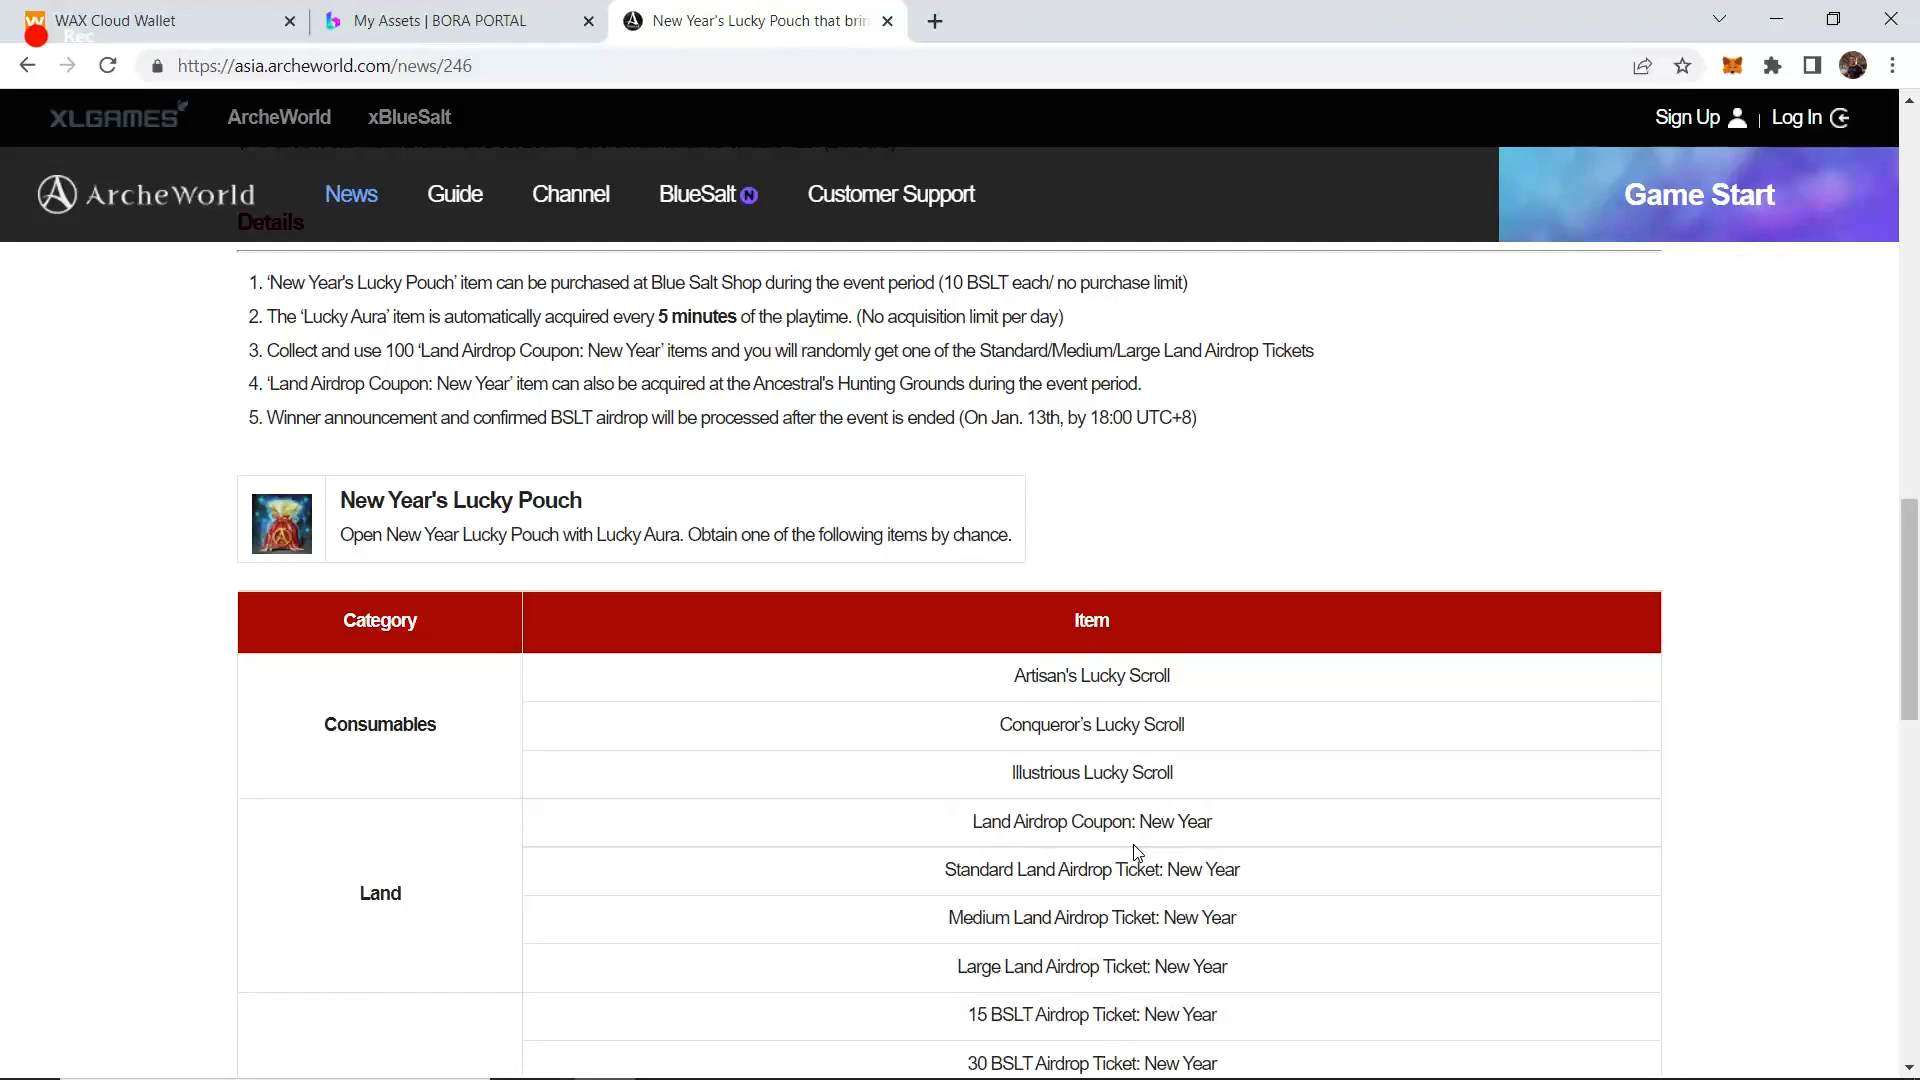 WAX Cloud Wallet
My Assets | BORA PORTAL
New Year's Lucky Pouch that brin
Rec
https://asia.archeworld.com/news/246
XLGAMES
ArcheWorld
xBlueSalt
Sign Up
|
Log In
ArcheWorld
News
Guide
Channel
BlueSalt N
Customer Support
Game Start
Details
1. ‘New Year's Lucky Pouch’ item can be purchased at Blue Salt Shop during the event period (10 BSLT each/ no purchase limit)
2. The ‘Lucky Aura’ item is automatically acquired every 5 minutes of the playtime. (No acquisition limit per day)
3. Collect and use 100 ‘Land Airdrop Coupon: New Year’ items and you will randomly get one of the Standard/Medium/Large Land Airdrop Tickets
4. ‘Land Airdrop Coupon: New Year’ item can also be acquired at the Ancestral's Hunting Grounds during the event period.
5. Winner announcement and confirmed BSLT airdrop will be processed after the event is ended (On Jan. 13th, by 18:00 UTC+8)
New Year's Lucky Pouch
Open New Year Lucky Pouch with Lucky Aura. Obtain one of the following items by chance.
Category
Item
Consumables
Artisan's Lucky Scroll
Conqueror’s Lucky Scroll
Illustrious Lucky Scroll
Land
Land Airdrop Coupon: New Year
Standard Land Airdrop Ticket: New Year
Medium Land Airdrop Ticket: New Year
Large Land Airdrop Ticket: New Year
15 BSLT Airdrop Ticket: New Year
30 BSLT Airdrop Ticket: New Year